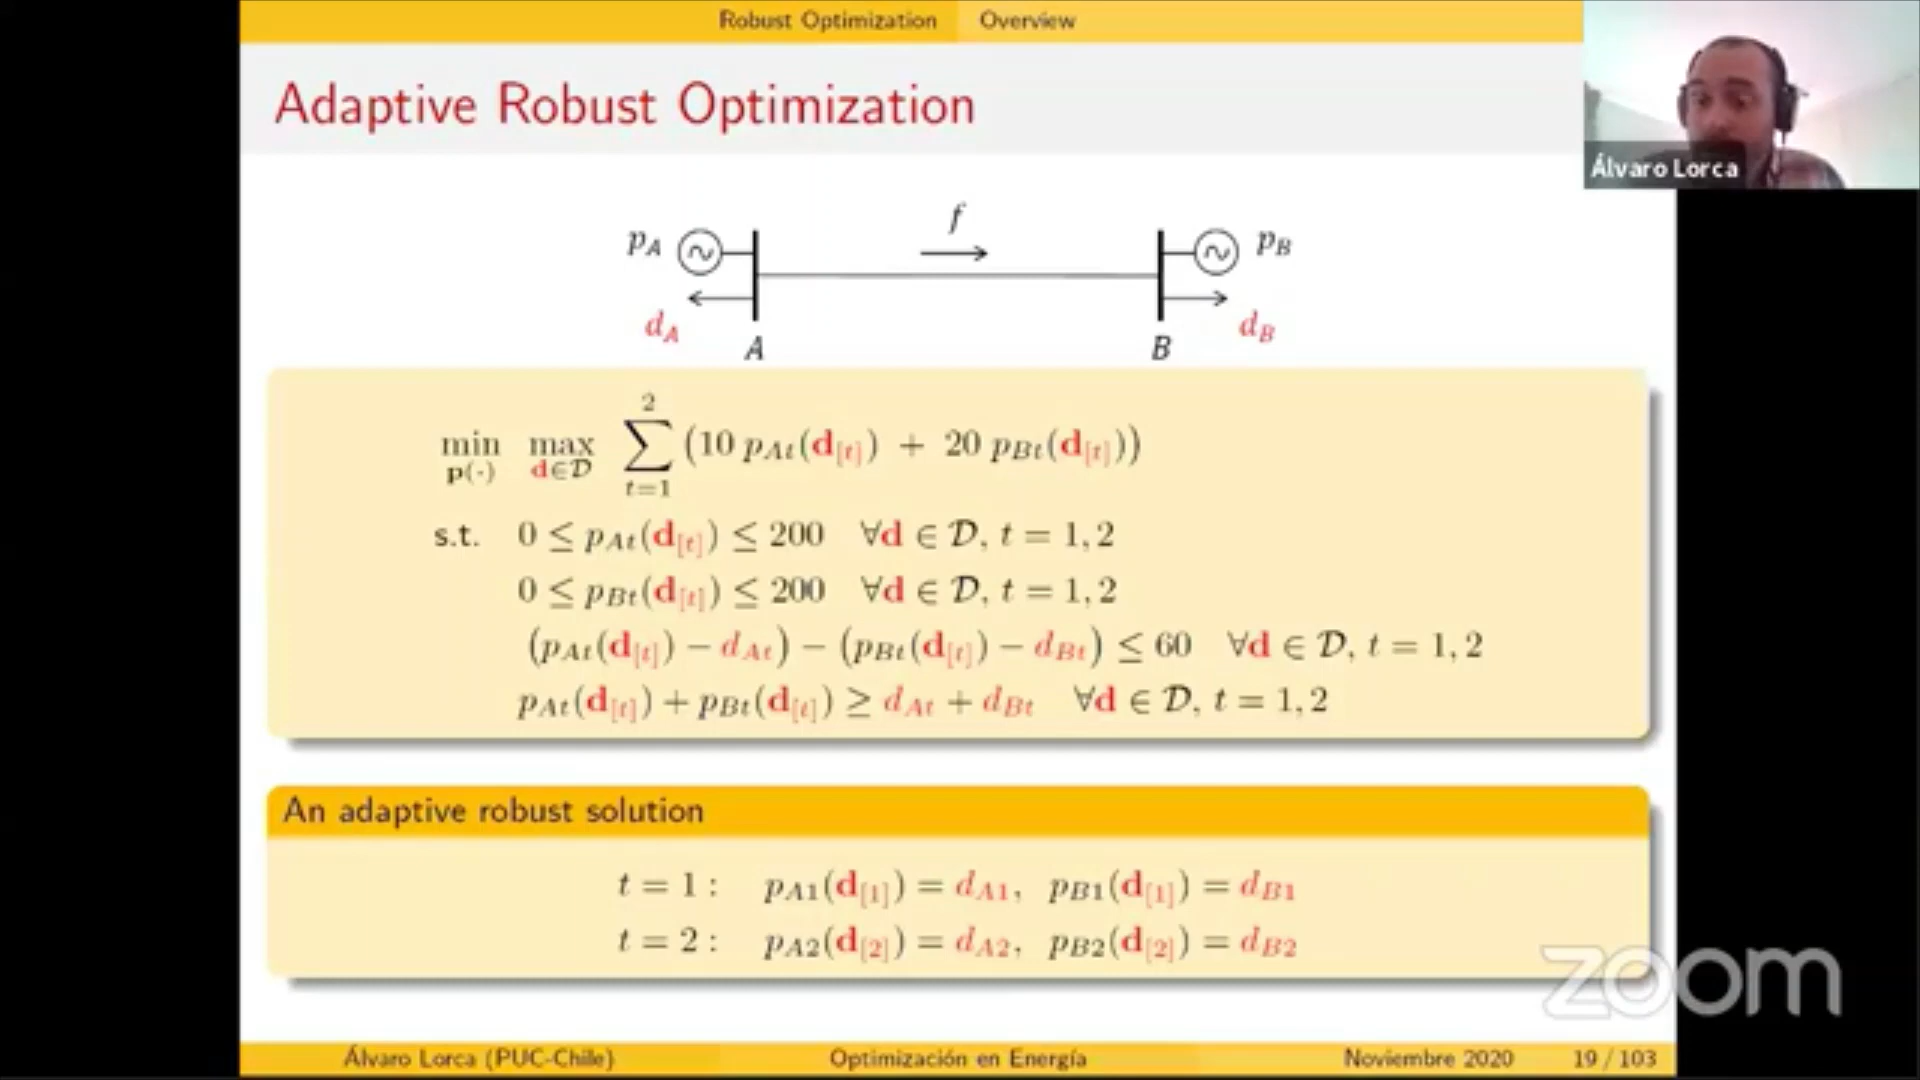 Robust Optimization Overview
Adaptive Robust Optimization
Álvaro Lorca
f
p_A p_B
d_A d_B
A B
min_{p(·)} max_{d∈𝒟} ∑_{t=1}^{2} (10 p_{At}(d_{[t]}) + 20 p_{Bt}(d_{[t]}))
s.t. 0 ≤ p_{At}(d_{[t]}) ≤ 200 ∀d ∈ 𝒟, t = 1, 2
0 ≤ p_{Bt}(d_{[t]}) ≤ 200 ∀d ∈ 𝒟, t = 1, 2
(p_{At}(d_{[t]}) − d_{At}) − (p_{Bt}(d_{[t]}) − d_{Bt}) ≤ 60 ∀d ∈ 𝒟, t = 1, 2
p_{At}(d_{[t]}) + p_{Bt}(d_{[t]}) ≥ d_{At} + d_{Bt} ∀d ∈ 𝒟, t = 1, 2
An adaptive robust solution
t = 1 : p_{A1}(d_{[1]}) = d_{A1}, p_{B1}(d_{[1]}) = d_{B1}
t = 2 : p_{A2}(d_{[2]}) = d_{A2}, p_{B2}(d_{[2]}) = d_{B2}
zoom
Álvaro Lorca (PUC-Chile) Optimización en Energía Noviembre 2020 19 / 103